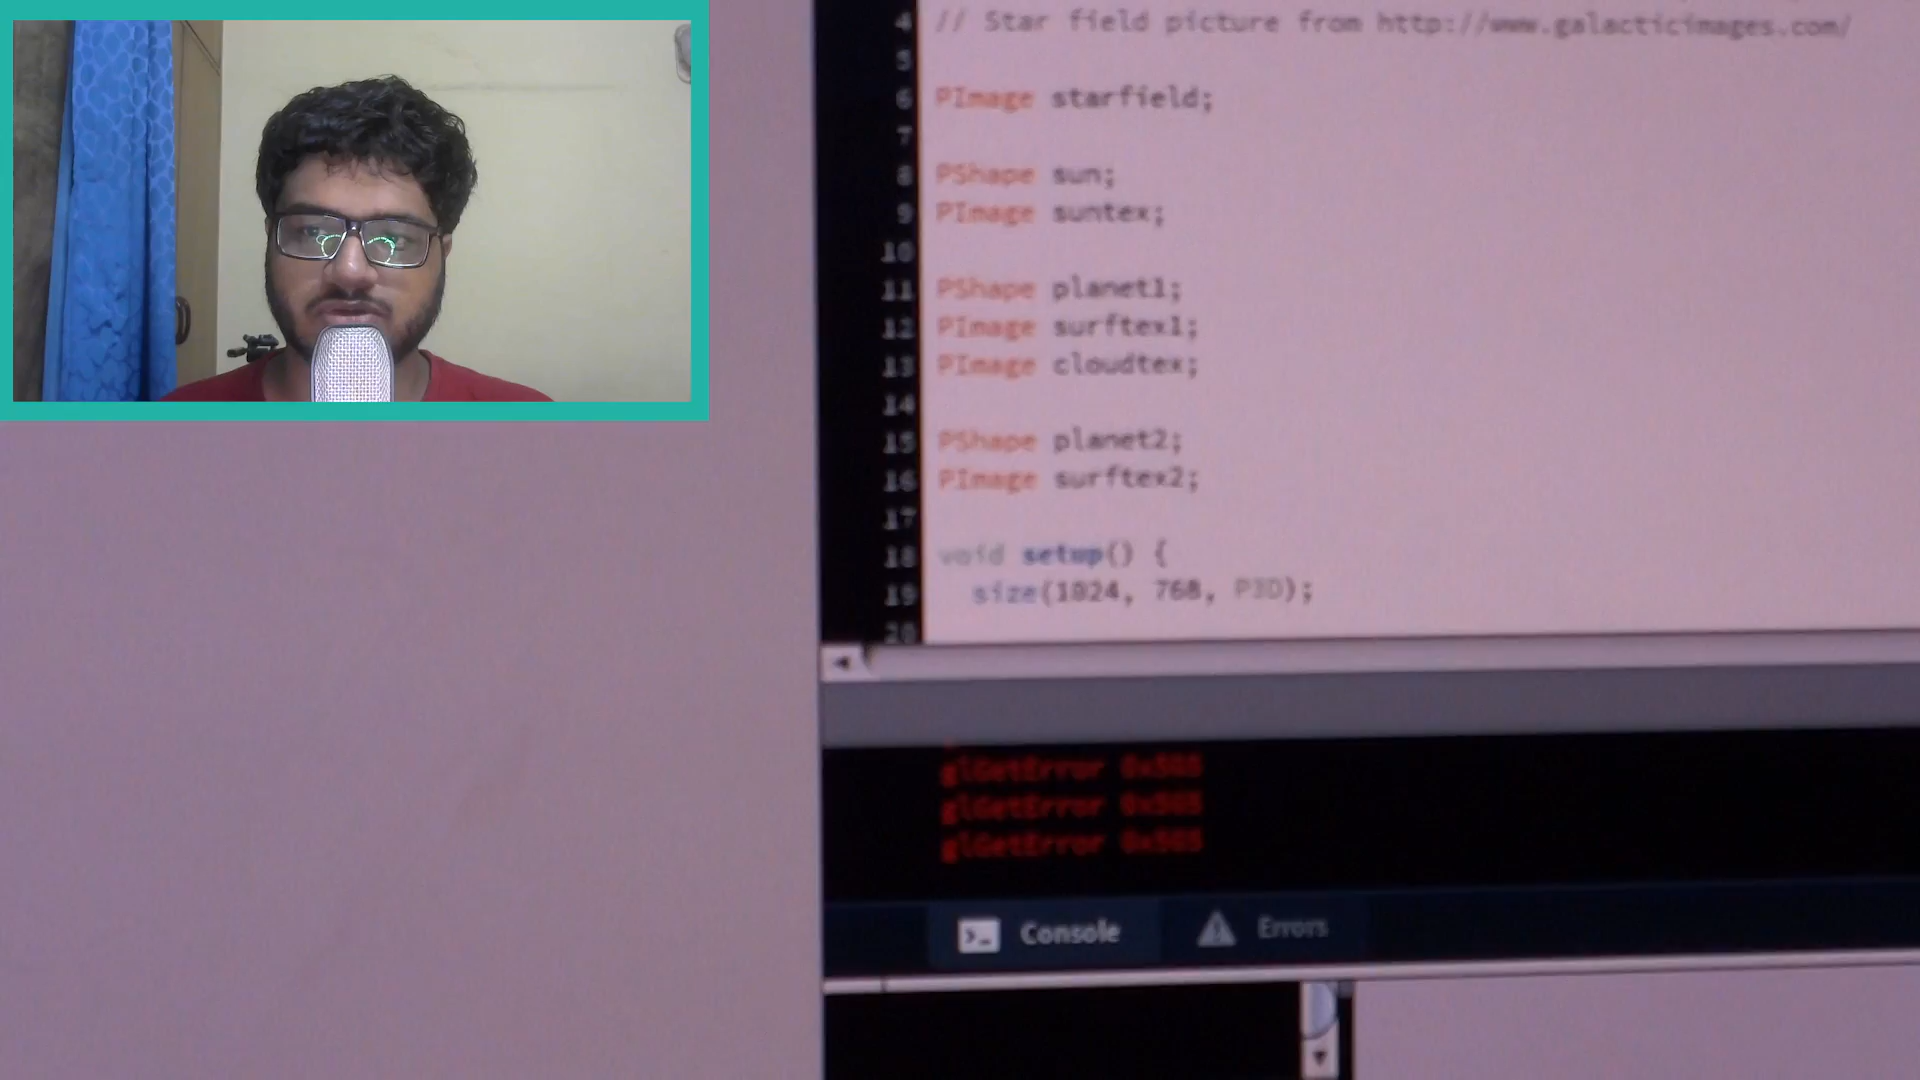 4 // Star field picture from http://www.galacticimages.com/
5
6 PImage starfield;
7
8 PShape sun;
9 PImage suntex;
10
11 PShape planet1;
12 PImage surftex1;
13 PImage cloudtex;
14
15 PShape planet2;
16 PImage surftex2;
17
18 void setup() {
19 size(1024, 768, P3D);
20
glGetError 0x505
glGetError 0x505
glGetError 0x505
>_ Console Errors